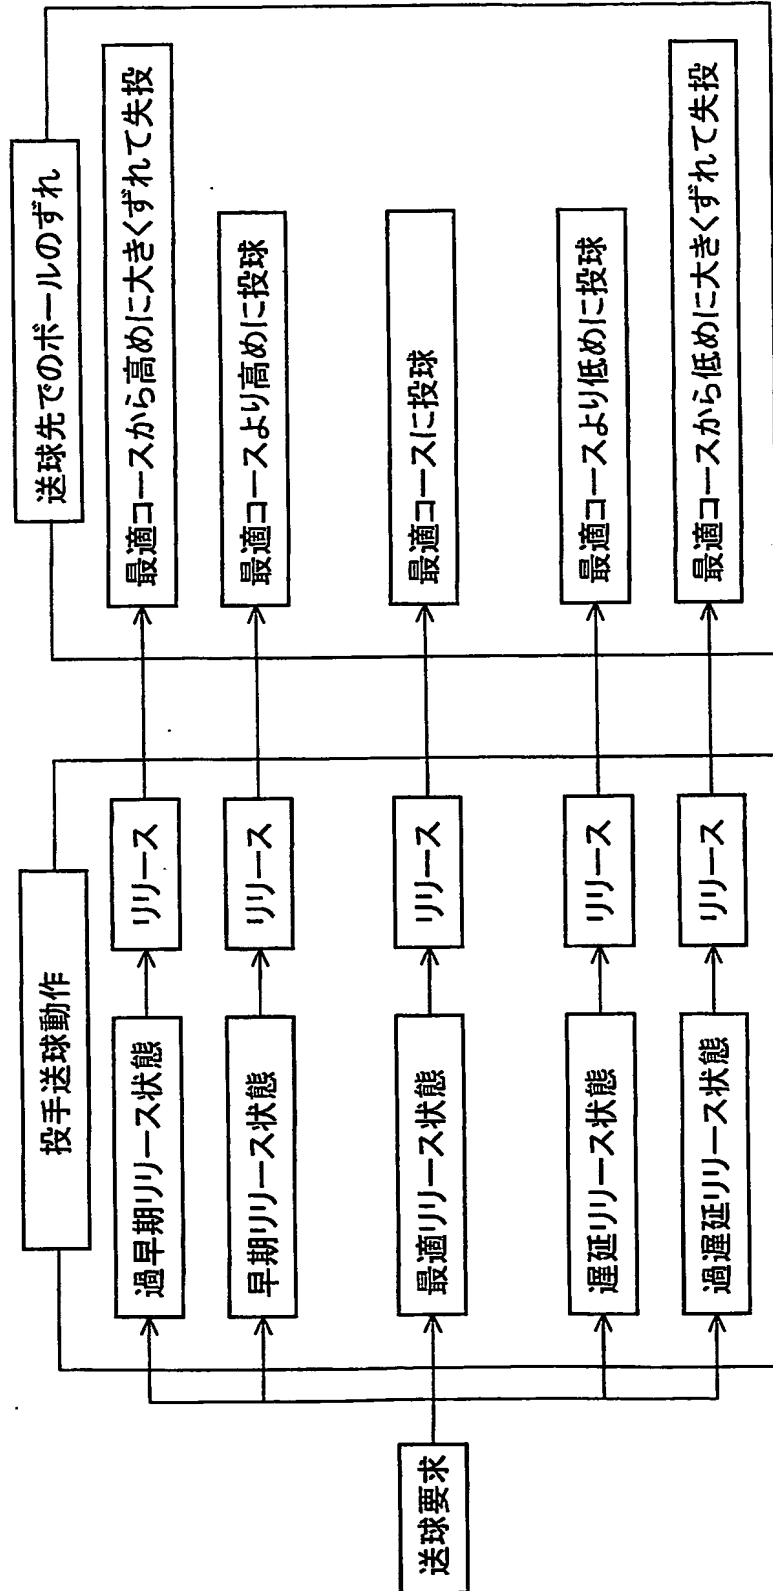 投手送球動作
送球先でのボールのずれ
送球要求
過早期リリース状態
リリース
最適コースから高めに大きくずれて失投
早期リリース状態
リリース
最適コースより高めに投球
最適リリース状態
リリース
最適コースに投球
遅延リリース状態
リリース
最適コースより低めに投球
過遅延リリース状態
リリース
最適コースから低めに大きくずれて失投